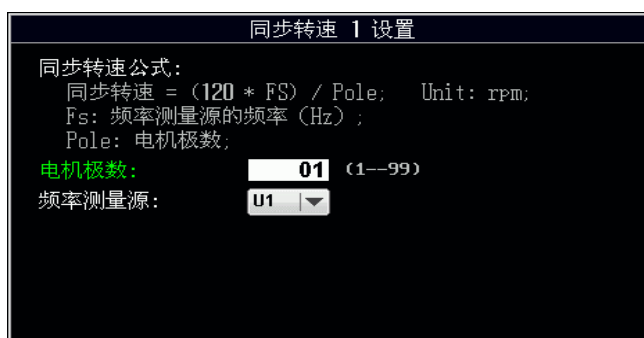 同步转速 1 设置
同步转速公式:
同步转速 = (120 * FS) / Pole;   Unit: rpm;
Fs: 频率测量源的频率 (Hz) ;
Pole: 电机极数;
电机极数: 01 (1--99)
频率测量源: U1